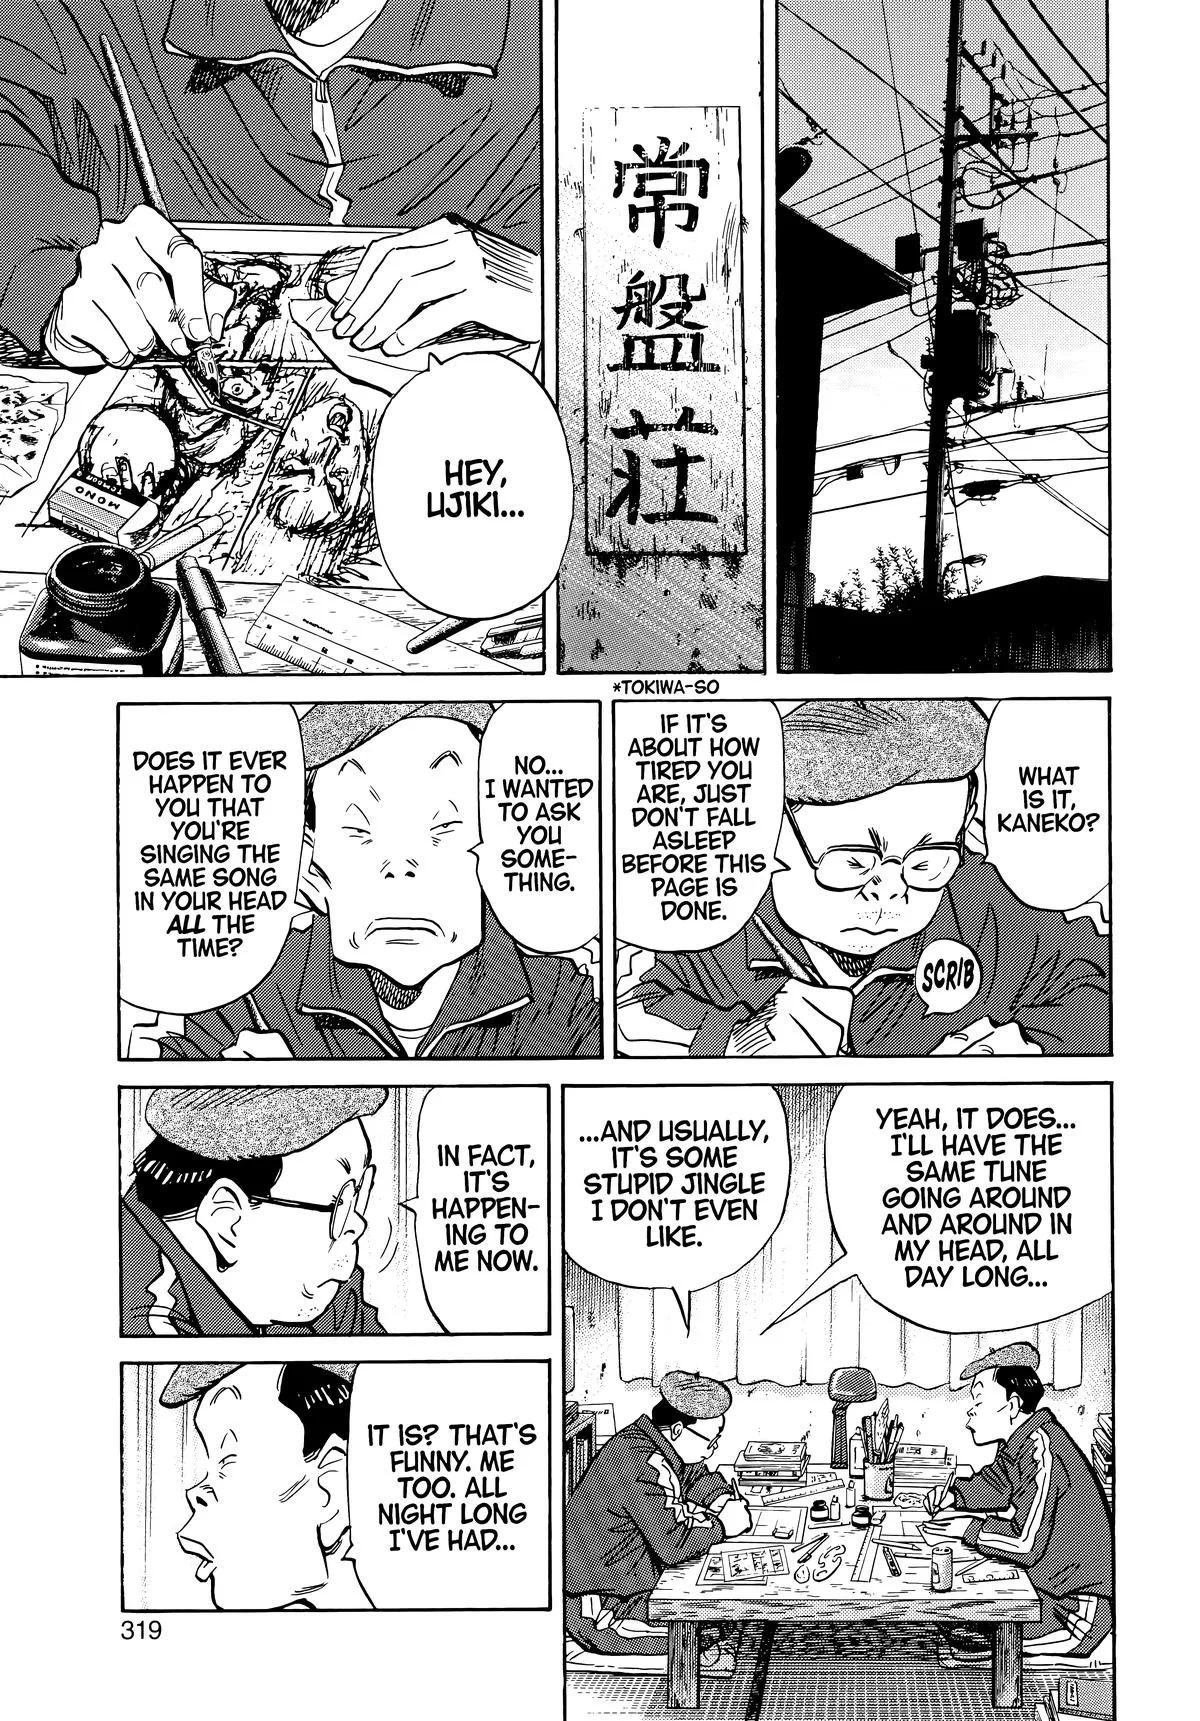 常
盤
荘
*TOKIWA-SO
HEY,
UJIKI...
MONO
WHAT
IS IT,
KANEKO?
IF IT'S
ABOUT HOW
TIRED YOU
ARE, JUST
DON'T FALL
ASLEEP
BEFORE THIS
PAGE IS
DONE.
SCRIB
NO...
I WANTED
TO ASK
YOU
SOME-
THING.
DOES IT EVER
HAPPEN TO
YOU THAT
YOU'RE
SINGING THE
SAME SONG
IN YOUR HEAD
ALL THE
TIME?
YEAH, IT DOES...
I'LL HAVE THE
SAME TUNE
GOING AROUND
AND AROUND IN
MY HEAD, ALL
DAY LONG...
...AND USUALLY,
IT'S SOME
STUPID JINGLE
I DON'T EVEN
LIKE.
IN FACT,
IT'S
HAPPEN-
ING TO
ME NOW.
IT IS? THAT'S
FUNNY. ME
TOO. ALL
NIGHT LONG
I'VE HAD...
319